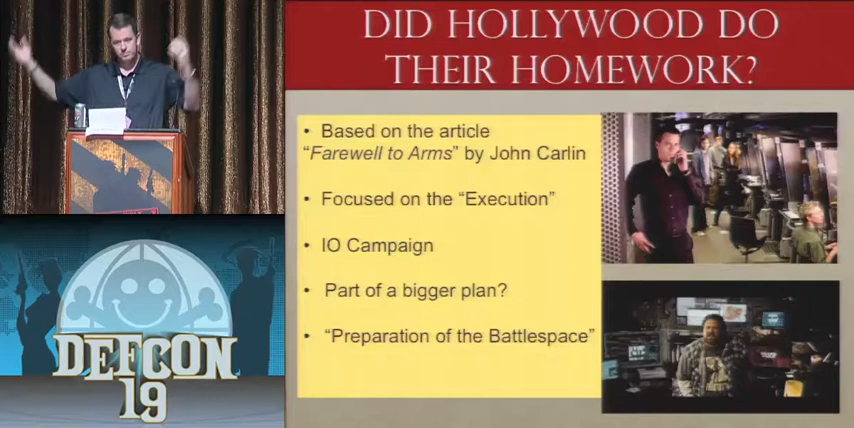 DID HOLLYWOOD DO
THEIR HOMEWORK?
• Based on the article
“Farewell to Arms” by John Carlin
• Focused on the “Execution”
• IO Campaign
• Part of a bigger plan?
• “Preparation of the Battlespace”
DEFCON
19